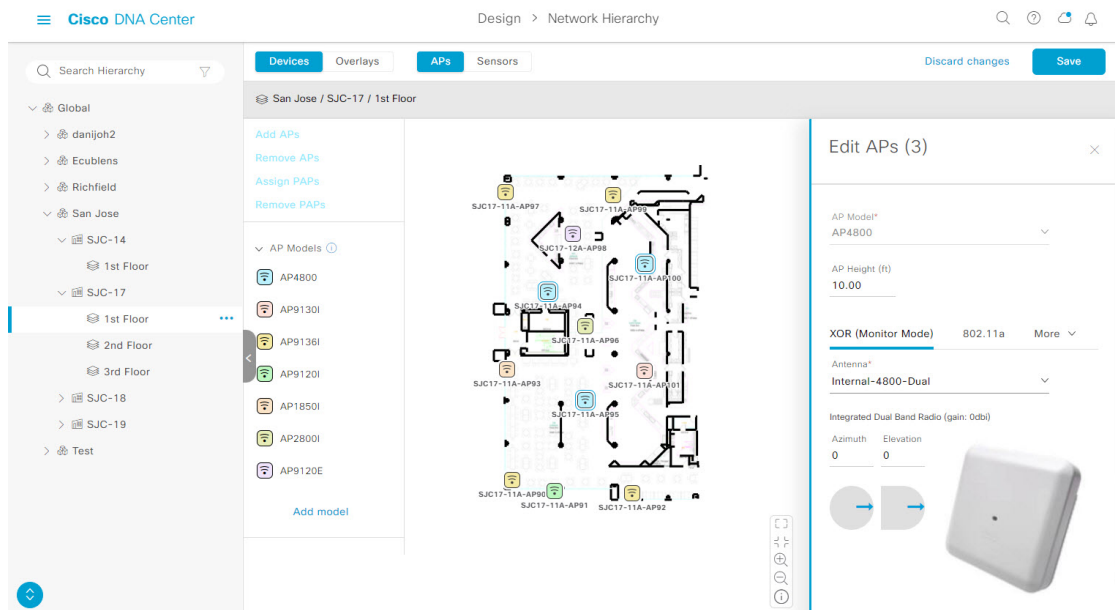 Cisco DNA Center
Design > Network Hierarchy
Search Hierarchy
Global
danijoh2
Ecublens
Richfield
San Jose
SJC-14
1st Floor
SJC-17
1st Floor
2nd Floor
3rd Floor
SJC-18
SJC-19
Test
Devices Overlays APs Sensors
Discard changes Save
San Jose / SJC-17 / 1st Floor
Add APs
Remove APs
Assign PAPs
Remove PAPs
AP Models
AP4800
AP9130I
AP9136I
AP9120I
AP1850I
AP2800I
AP9120E
Add model
SJC17-11A-AP97
SJC17-11A-AP99
SJC17-12A-AP98
SJC17-11A-AP100
SJC17-11A-AP94
SJC17-11A-AP96
SJC17-11A-AP93
SJC17-11A-AP101
SJC17-11A-AP95
SJC17-11A-AP90
SJC17-11A-AP91
SJC17-11A-AP92
Edit APs (3)
AP Model*
AP4800
AP Height (ft)
10.00
XOR (Monitor Mode) 802.11a More
Antenna*
Internal-4800-Dual
Integrated Dual Band Radio (gain: 0dbi)
Azimuth Elevation
0 0